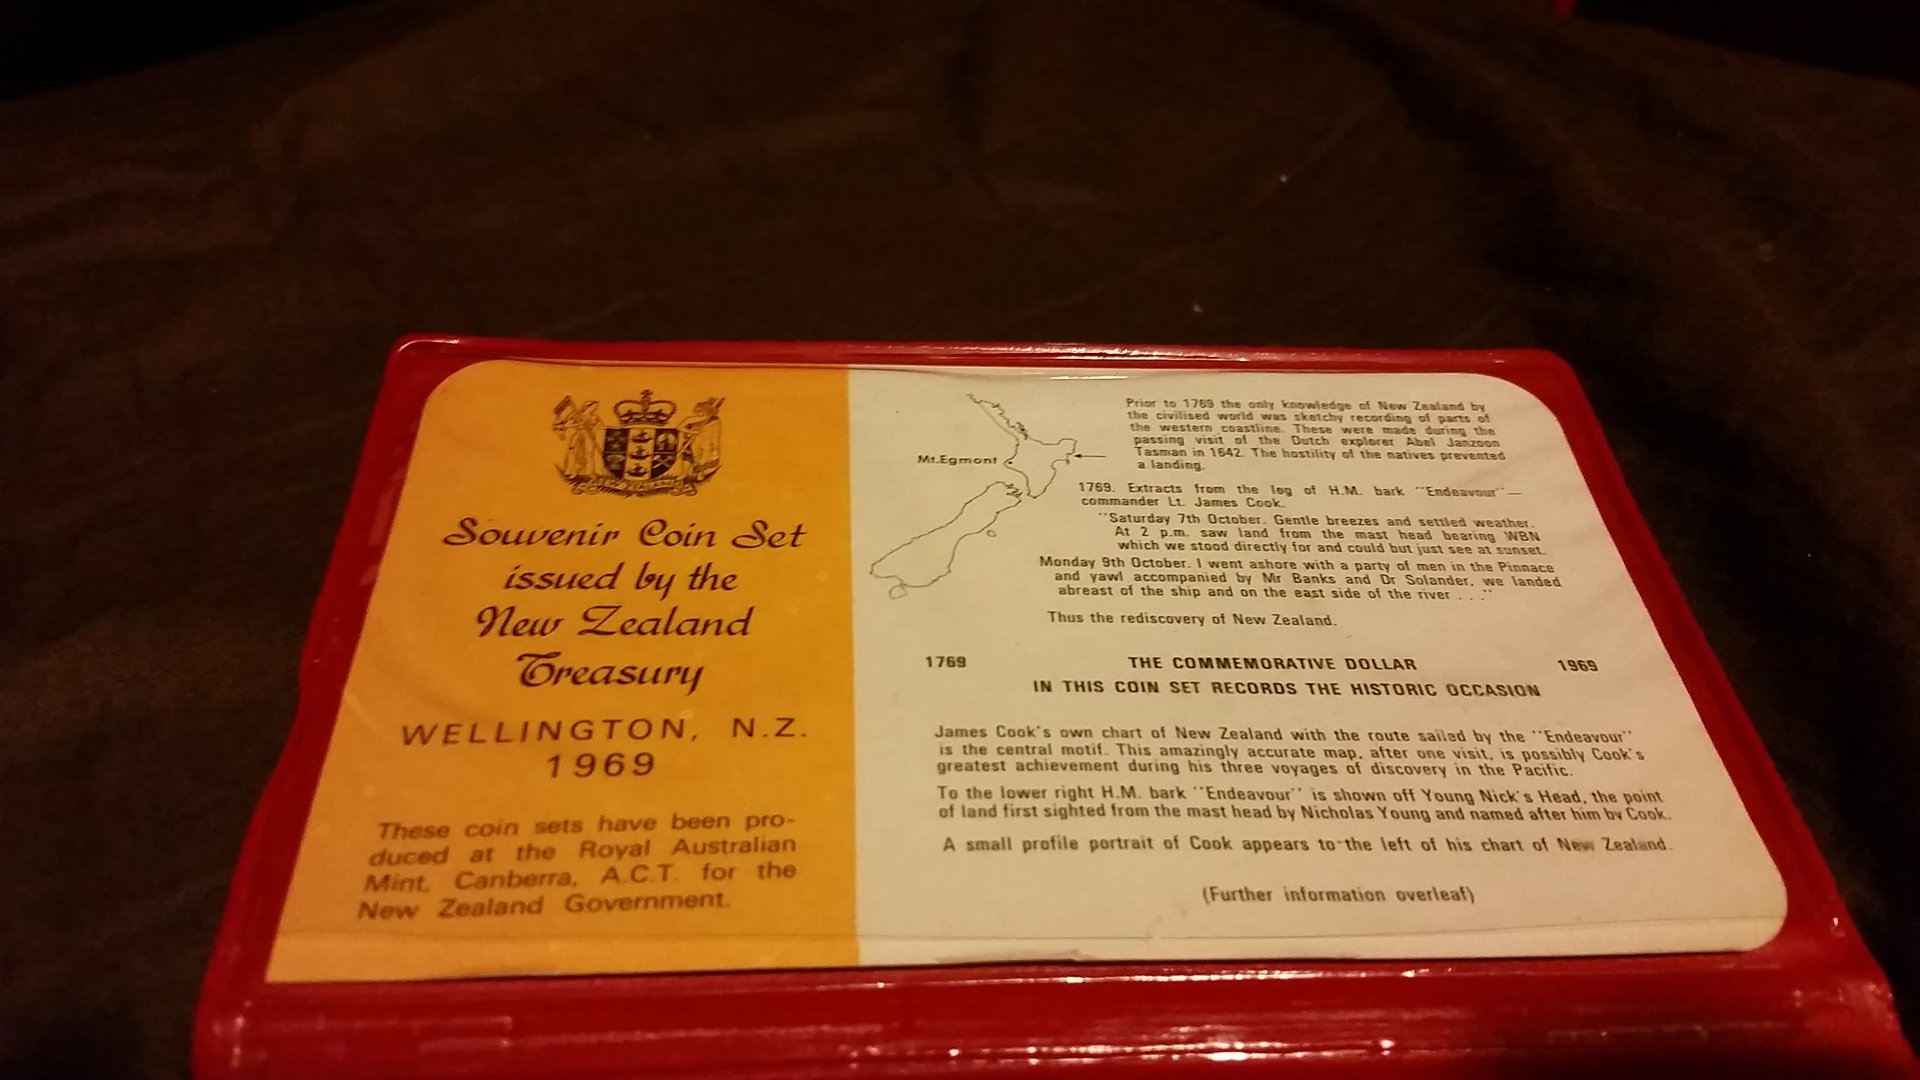 NEW ZEALAND
Souvenir Coin Set
issued by the
New Zealand
Treasury
WELLINGTON, N.Z.
1969
These coin sets have been pro-
duced at the Royal Australian
Mint, Canberra, A.C.T. for the
New Zealand Government.
Mt.Egmont
Prior to 1769 the only knowledge of New Zealand by
the civilised world was sketchy recording of parts of
the western coastline. These were made during the
passing visit of the Dutch explorer Abel Janzoon
Tasman in 1642. The hostility of the natives prevented
a landing.
1769. Extracts from the log of H.M. bark "Endeavour"—
commander Lt. James Cook.
"Saturday 7th October. Gentle breezes and settled weather.
At 2 p.m. saw land from the mast head bearing WBN
which we stood directly for and could but just see at sunset.
Monday 9th October. I went ashore with a party of men in the Pinnace
and yawl accompanied by Mr Banks and Dr Solander, we landed
abreast of the ship and on the east side of the river . . ."
Thus the rediscovery of New Zealand.
1769 THE COMMEMORATIVE DOLLAR 1969
IN THIS COIN SET RECORDS THE HISTORIC OCCASION
James Cook's own chart of New Zealand with the route sailed by the "Endeavour"
is the central motif. This amazingly accurate map, after one visit, is possibly Cook's
greatest achievement during his three voyages of discovery in the Pacific.
To the lower right H.M. bark "Endeavour" is shown off Young Nick's Head, the point
of land first sighted from the mast head by Nicholas Young and named after him by Cook.
A small profile portrait of Cook appears to the left of his chart of New Zealand.
(Further information overleaf)